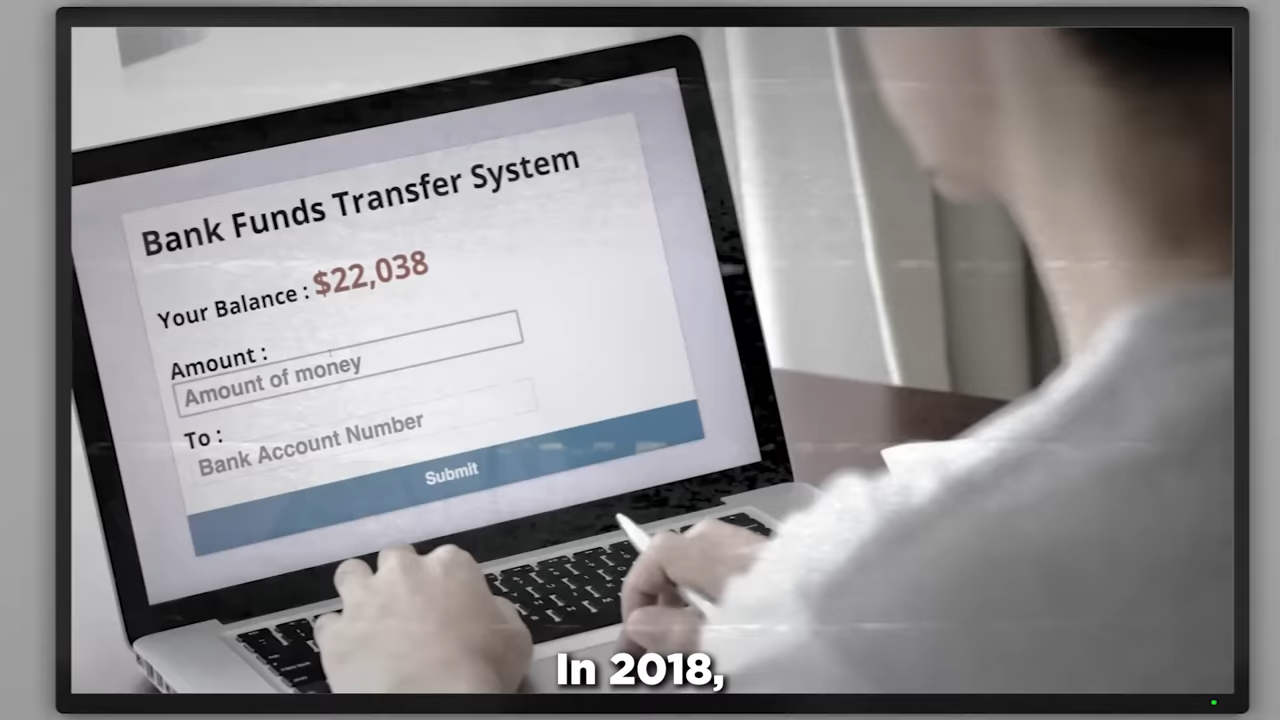 Bank Funds Transfer System
Your Balance : $22,038
Amount :
Amount of money
To :
Bank Account Number
Submit
In 2018,